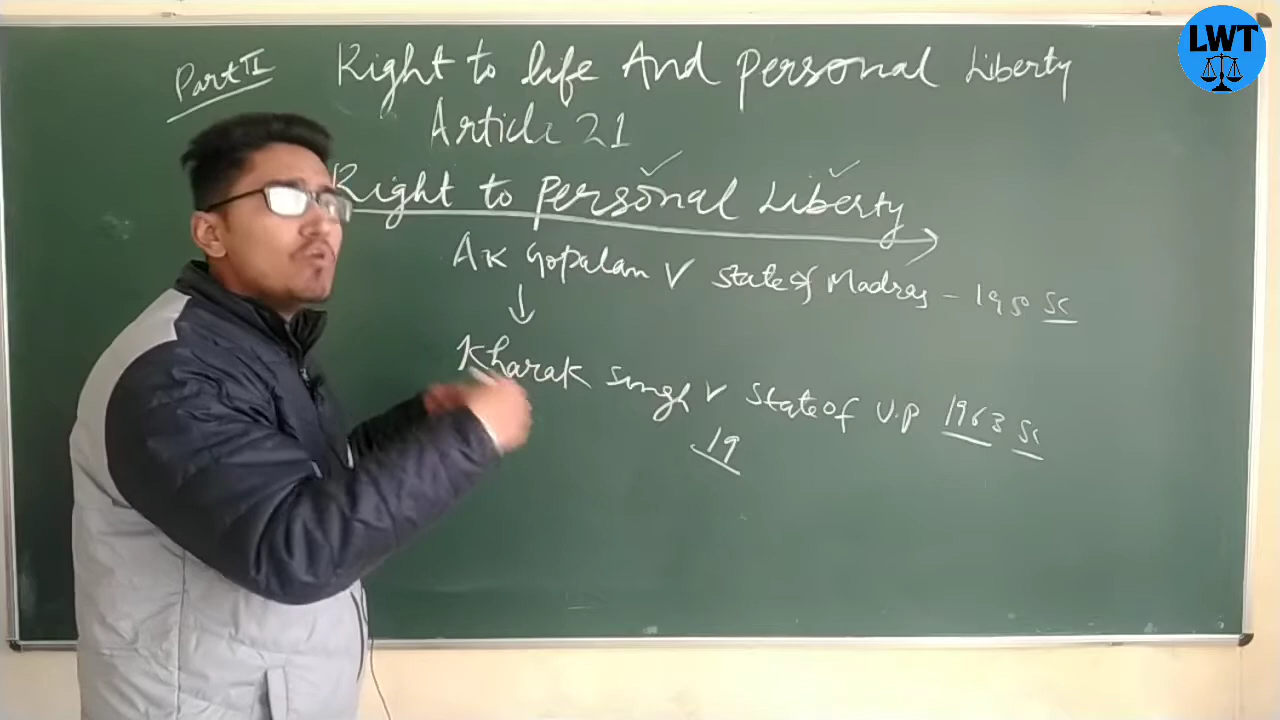 Part II
Right to life And personal Liberty
Article 21
Right to personal Liberty
AK Gopalan V State of Madras - 1950 SC
Kharak Singh V State of U.P 1963 SC
19
LWT